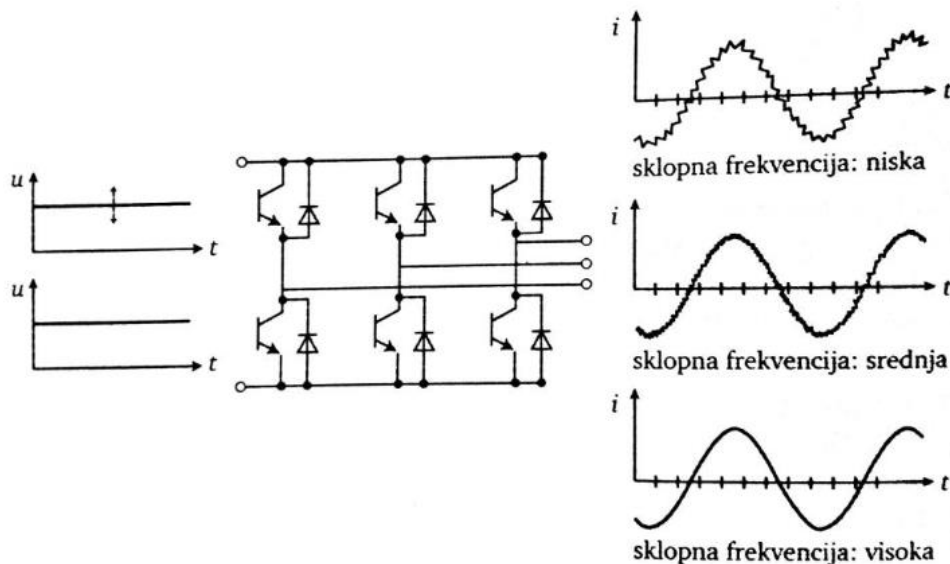 i
t
sklopna frekvencija: niska
u
t
u
t
i
t
sklopna frekvencija: srednja
i
t
sklopna frekvencija: visoka